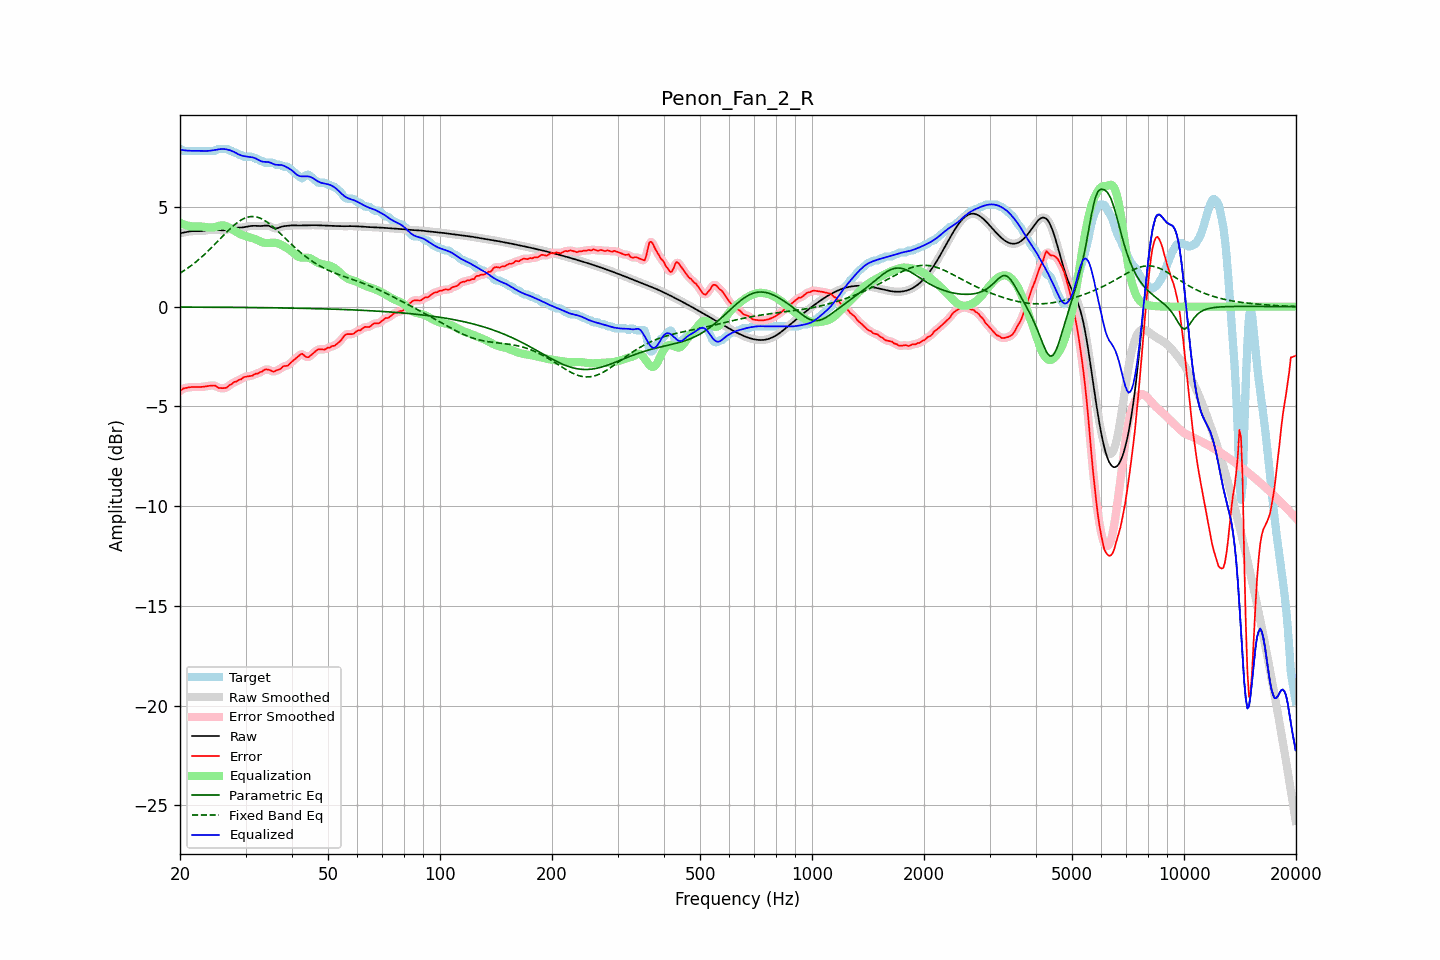 Penon_Fan_2_R
Amplitude (dBr)
5
0
−5
−10
−15
−20
−25
Target
Raw Smoothed
Error Smoothed
Raw
Error
Equalization
Parametric Eq
Fixed Band Eq
Equalized
20 50 100 200 500 1000 2000 5000 10000 20000
Frequency (Hz)